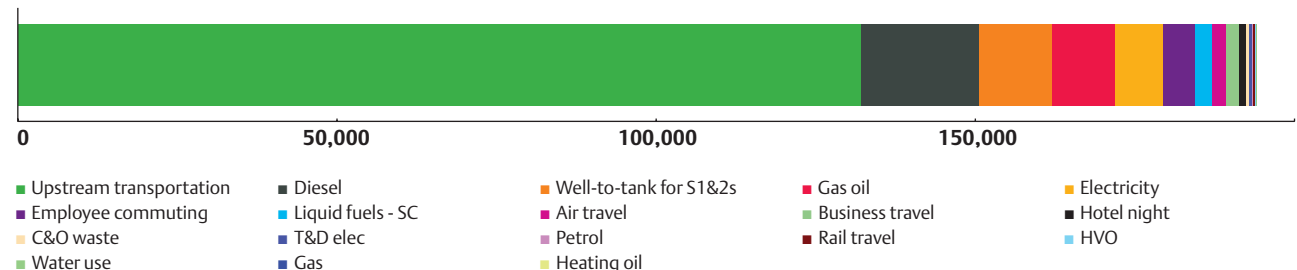 0 50,000 100,000 150,000
Upstream transportation Diesel Well-to-tank for S1&2s Gas oil Electricity
Employee commuting Liquid fuels - SC Air travel Business travel Hotel night
C&O waste T&D elec Petrol Rail travel HVO
Water use Gas Heating oil